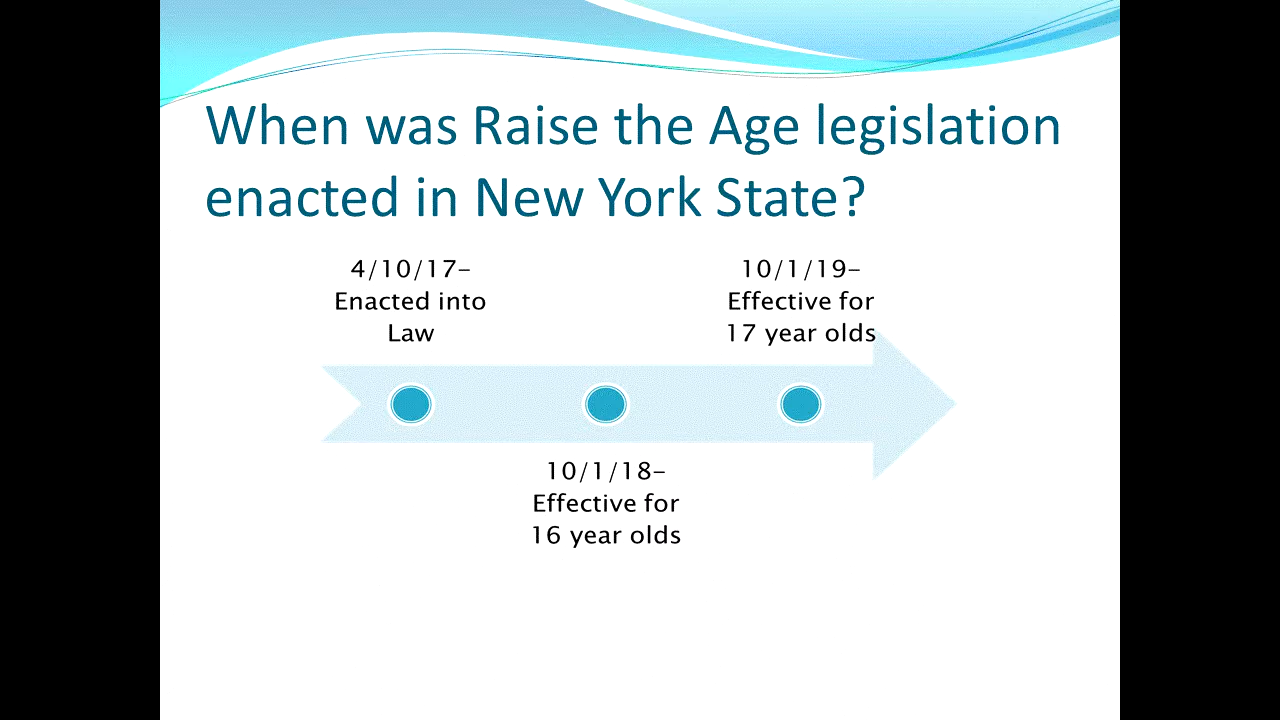 When was Raise the Age legislation
enacted in New York State?
4/10/17–
Enacted into
Law
10/1/18–
Effective for
16 year olds
10/1/19–
Effective for
17 year olds